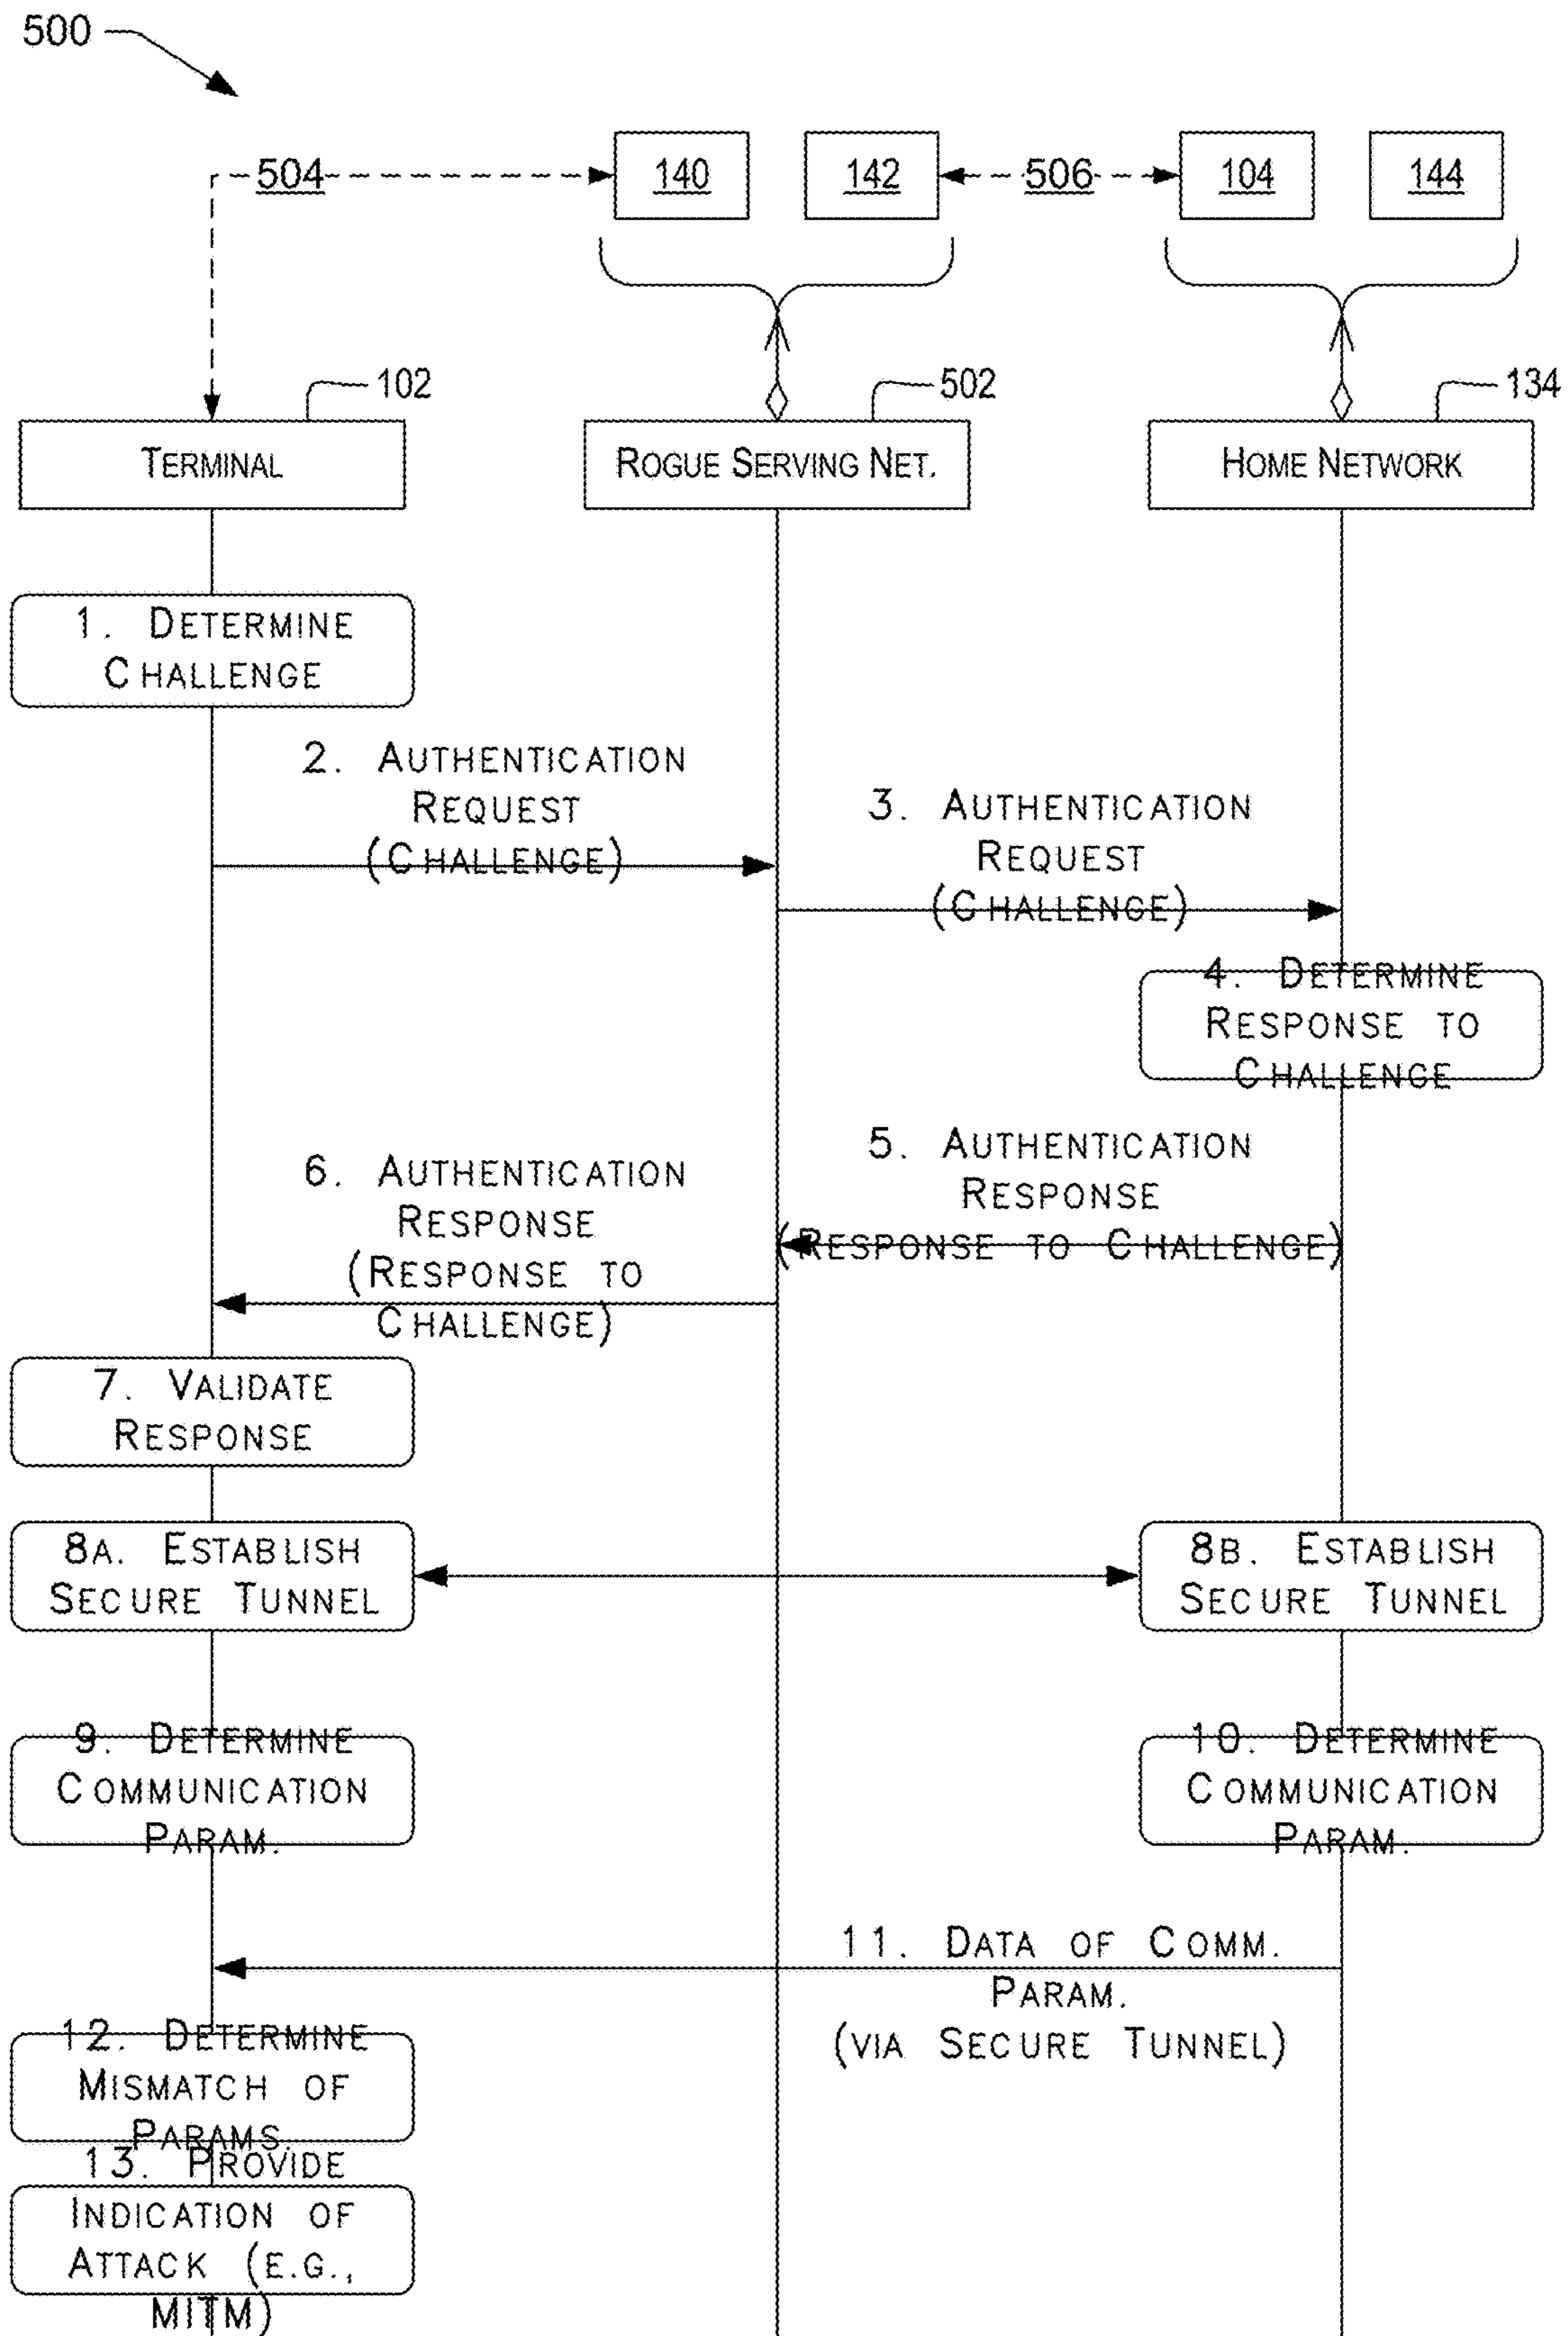 500
504
140
142
506
104
144
102
502
134
TERMINAL
ROGUE SERVING NET.
HOME NETWORK
1. DETERMINE
CHALLENGE
2. AUTHENTICATION
REQUEST
(CHALLENGE)
3. AUTHENTICATION
REQUEST
(CHALLENGE)
4. DETERMINE
RESPONSE TO
CHALLENGE
5. AUTHENTICATION
RESPONSE
(RESPONSE TO CHALLENGE)
6. AUTHENTICATION
RESPONSE
(RESPONSE TO
CHALLENGE)
7. VALIDATE
RESPONSE
8A. ESTABLISH
SECURE TUNNEL
8B. ESTABLISH
SECURE TUNNEL
9. DETERMINE
COMMUNICATION
PARAM.
10. DETERMINE
COMMUNICATION
PARAM.
11. DATA OF COMM.
PARAM.
(VIA SECURE TUNNEL)
12. DETERMINE
MISMATCH OF
PARAMS.
13. PROVIDE
INDICATION OF
ATTACK (E.G.,
MITM)